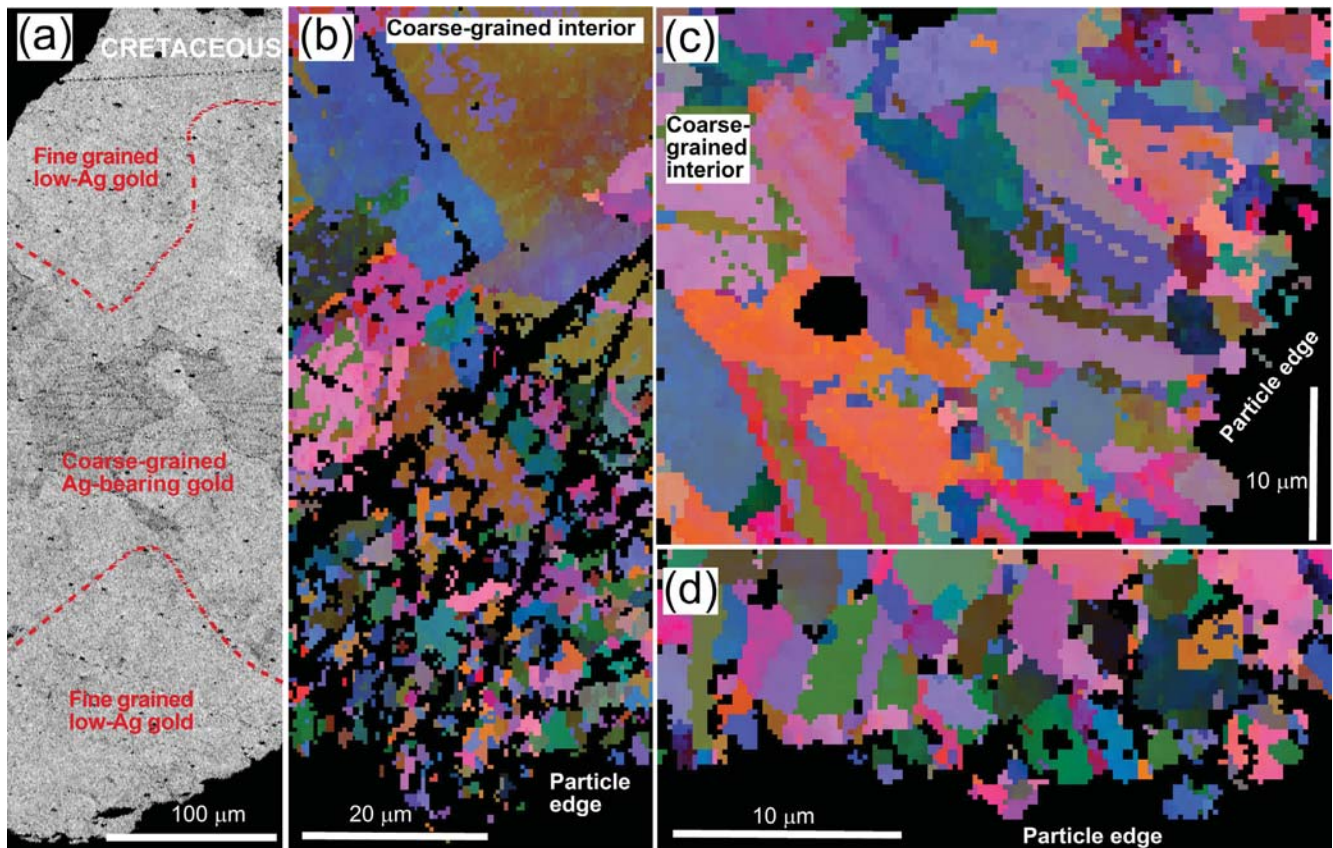 (a)
CRETACEOUS
Fine grained
low-Ag gold
Coarse-grained
Ag-bearing gold
Fine grained
low-Ag gold
100 μm
(b)
Coarse-grained interior
Particle
edge
20 μm
(c)
Coarse-
grained
interior
Particle edge
10 μm
(d)
10 μm
Particle edge